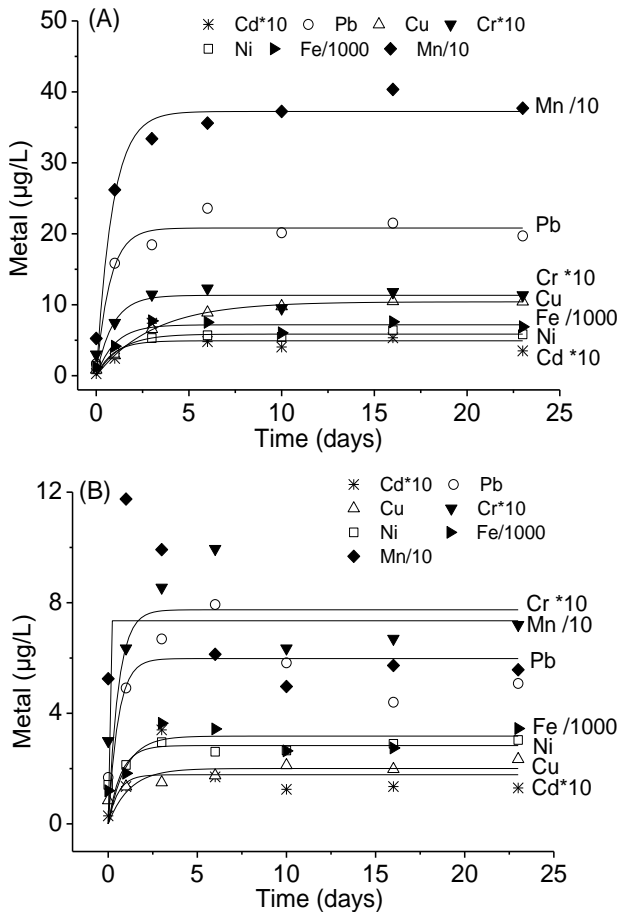 (A)
Cd*10 Pb Cu Cr*10
Ni Fe/1000 Mn/10
50
40
30
20
10
0
Metal (µg/L)
Mn /10
Pb
Cr *10
Cu
Fe /1000
Ni
Cd *10
0 5 10 15 20 25
Time (days)
(B)
Cd*10 Pb
Cu Cr*10
Ni Fe/1000
Mn/10
12
8
4
0
Metal (µg/L)
Cr *10
Mn /10
Pb
Fe /1000
Ni
Cu
Cd*10
0 5 10 15 20 25
Time (days)